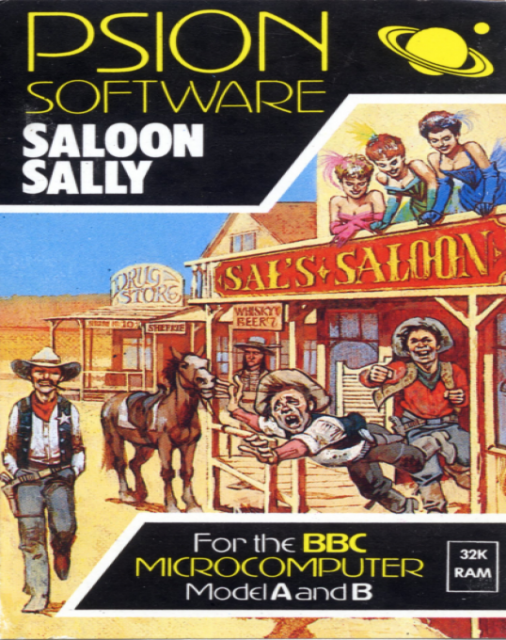 PSION
SOFTWARE
SALOON
SALLY
SAL'S SALOON
DRUG
STORE
WHISKY
BEER
SHERIFF
For the BBC
MICROCOMPUTER
Model A and B
32K
RAM